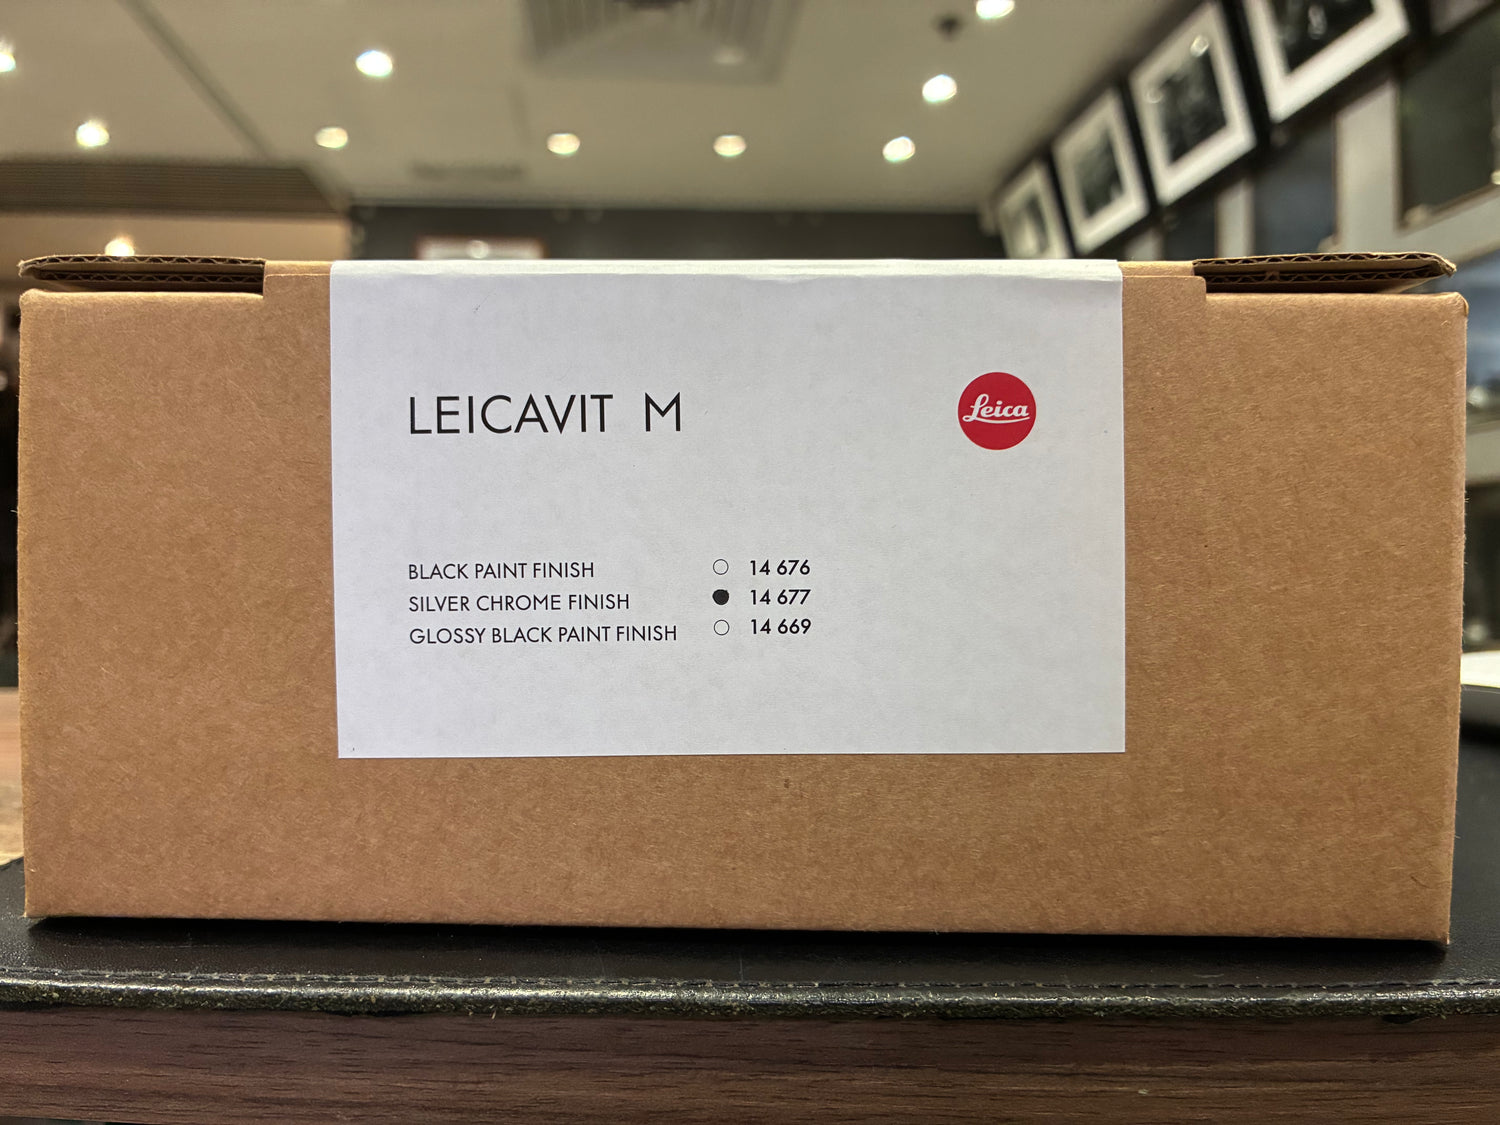 LEICAVIT M
Leica
BLACK PAINT FINISH ○ 14 676
SILVER CHROME FINISH ● 14 677
GLOSSY BLACK PAINT FINISH ○ 14 669